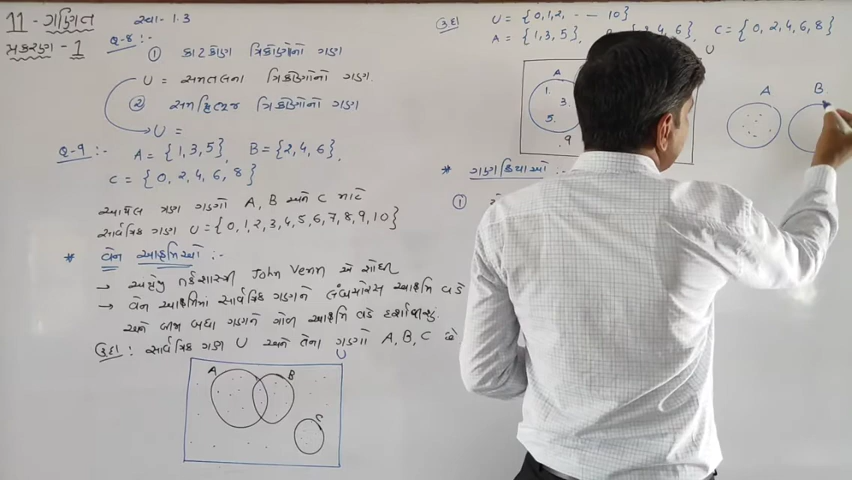 11 - ગણિત
પ્રકરણ - 1
સ્વા - 1.3
Q-8 :-
① કાટકોણ ત્રિકોણોનો ગણ
U = સમતલના ત્રિકોણોનો ગણ.
② સમદ્વિભુજ ત્રિકોણોનો ગણ
U =
Q-9 :- A = {1,3,5}, B = {2,4,6},
C = {0, 2, 4, 6, 8}
આપેલ ત્રણ ગણો A, B અને C માટે
સાર્વત્રિક ગણ U = {0,1,2,3,4,5,6,7,8,9,10}
* વેન આકૃતિઓ :-
→ તર્કશાસ્ત્રી John Venn એ શોધી
→ વેન આકૃતિમાં સાર્વત્રિક ગણને લંબચોરસ આકૃતિ વડે
અને બીજા બધા ગણને ગોળ આકૃતિ વડે દર્શાવીશું.
ઉદા : સાર્વત્રિક ગણ U અને તેના ગણો A, B, C છે
U
A B
C
ઉદા U = {0,1,2, - - 10}
A = {1,3,5}, 4,6}, C = {0, 2, 4, 6, 8}
U
A
1. 3.
5.
.9
A B
* ગણક્રિયાઓ :-
①